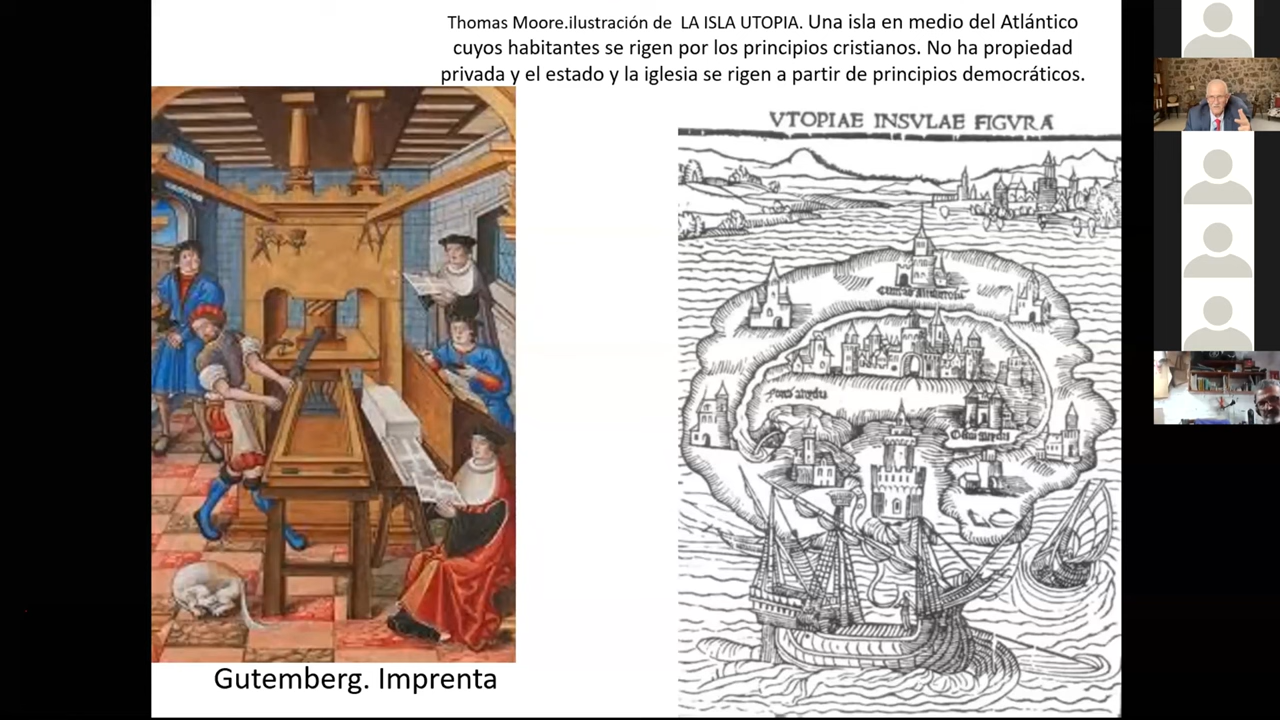 Thomas Moore.ilustración de LA ISLA UTOPIA. Una isla en medio del Atlántico
cuyos habitantes se rigen por los principios cristianos. No ha propiedad
privada y el estado y la iglesia se rigen a partir de principios democráticos.
VTOPIAE INSVLAE FIGVRA
Gutemberg. Imprenta